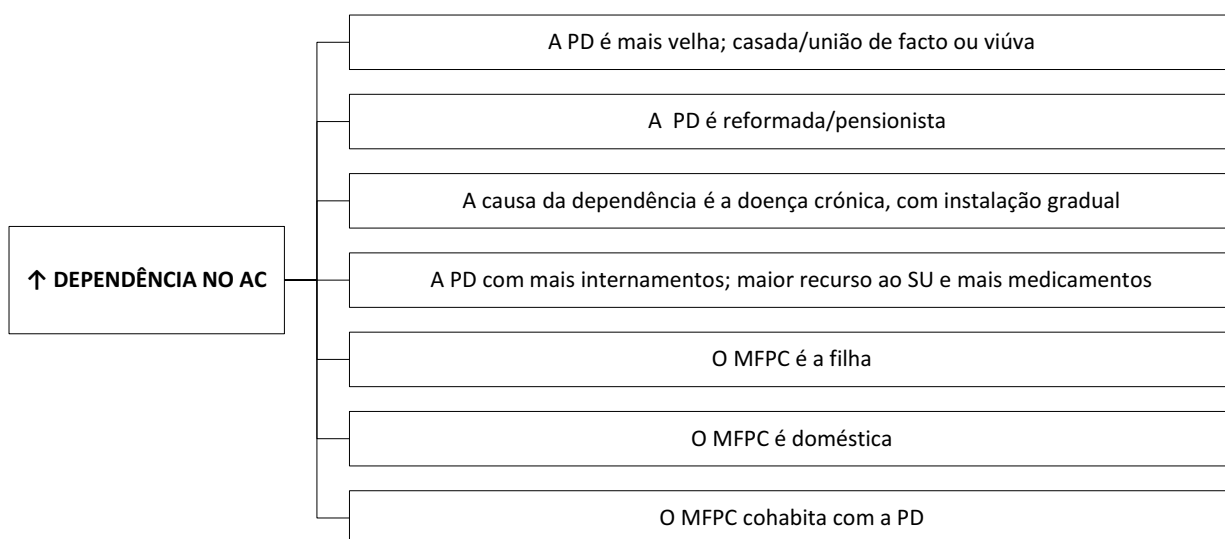 A PD é mais velha; casada/união de facto ou viúva
A PD é reformada/pensionista
A causa da dependência é a doença crónica, com instalação gradual
↑ DEPENDÊNCIA NO AC
A PD com mais internamentos; maior recurso ao SU e mais medicamentos
O MFPC é a filha
O MFPC é doméstica
O MFPC cohabita com a PD